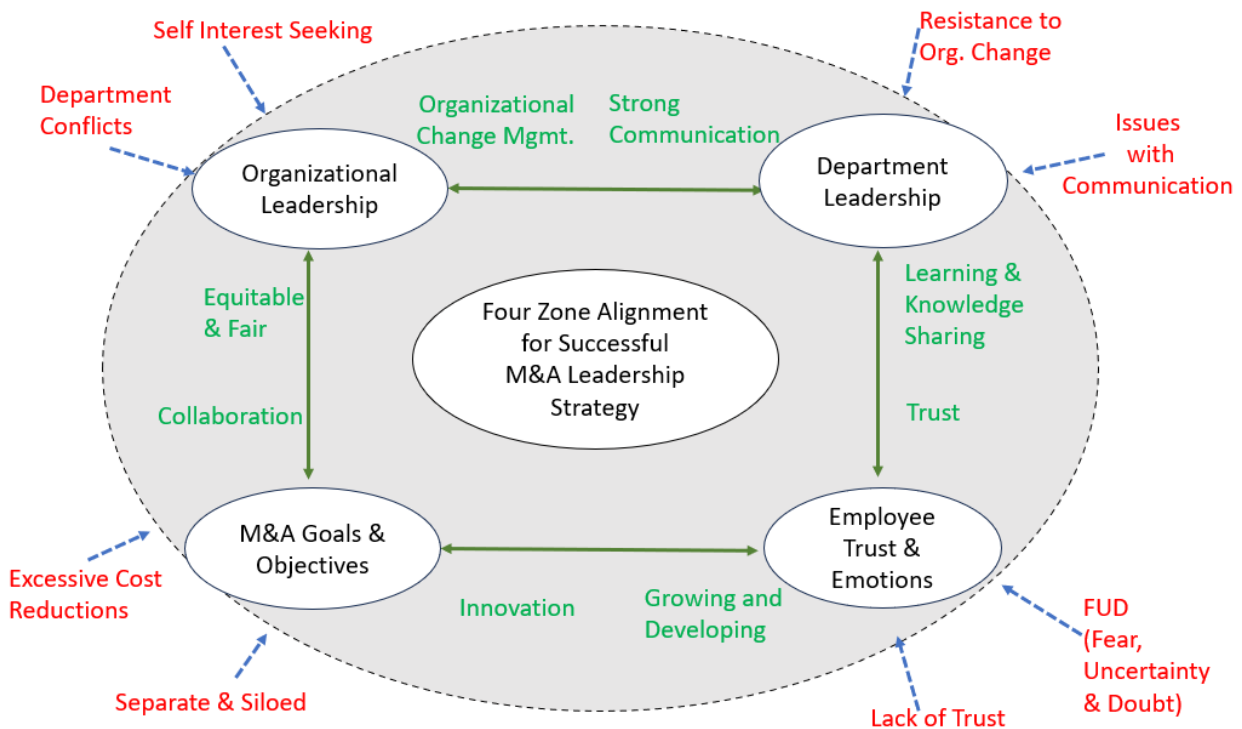 Self Interest Seeking
Resistance to
Org. Change
Department
Conflicts
Organizational
Change Mgmt.
Strong
Communication
Issues
with
Communication
Organizational
Leadership
Department
Leadership
Equitable
& Fair
Learning &
Knowledge
Sharing
Four Zone Alignment
for Successful
M&A Leadership
Strategy
Collaboration
Trust
M&A Goals &
Objectives
Employee
Trust &
Emotions
Excessive Cost
Reductions
Innovation
Growing and
Developing
FUD
(Fear,
Uncertainty
& Doubt)
Separate & Siloed
Lack of Trust